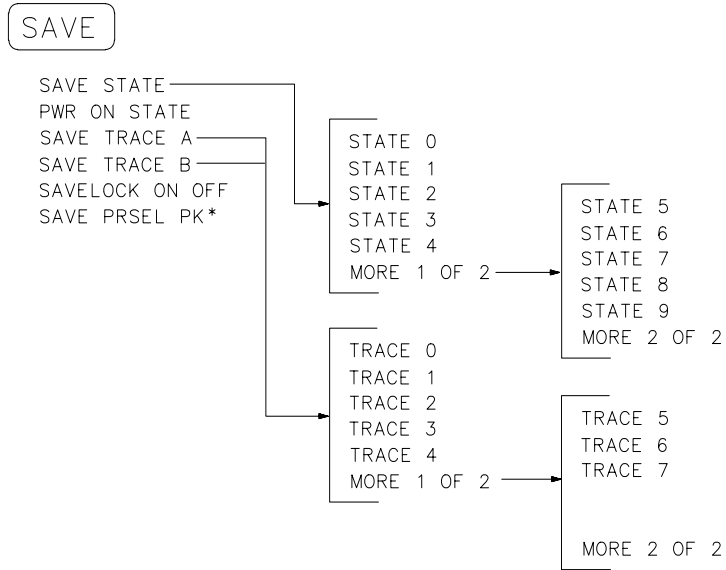 SAVE
SAVE STATE
PWR ON STATE
SAVE TRACE A
SAVE TRACE B
SAVELOCK ON OFF
SAVE PRSEL PK*
STATE 0
STATE 1
STATE 2
STATE 3
STATE 4
MORE 1 OF 2
STATE 5
STATE 6
STATE 7
STATE 8
STATE 9
MORE 2 OF 2
TRACE 0
TRACE 1
TRACE 2
TRACE 3
TRACE 4
MORE 1 OF 2
TRACE 5
TRACE 6
TRACE 7
MORE 2 OF 2